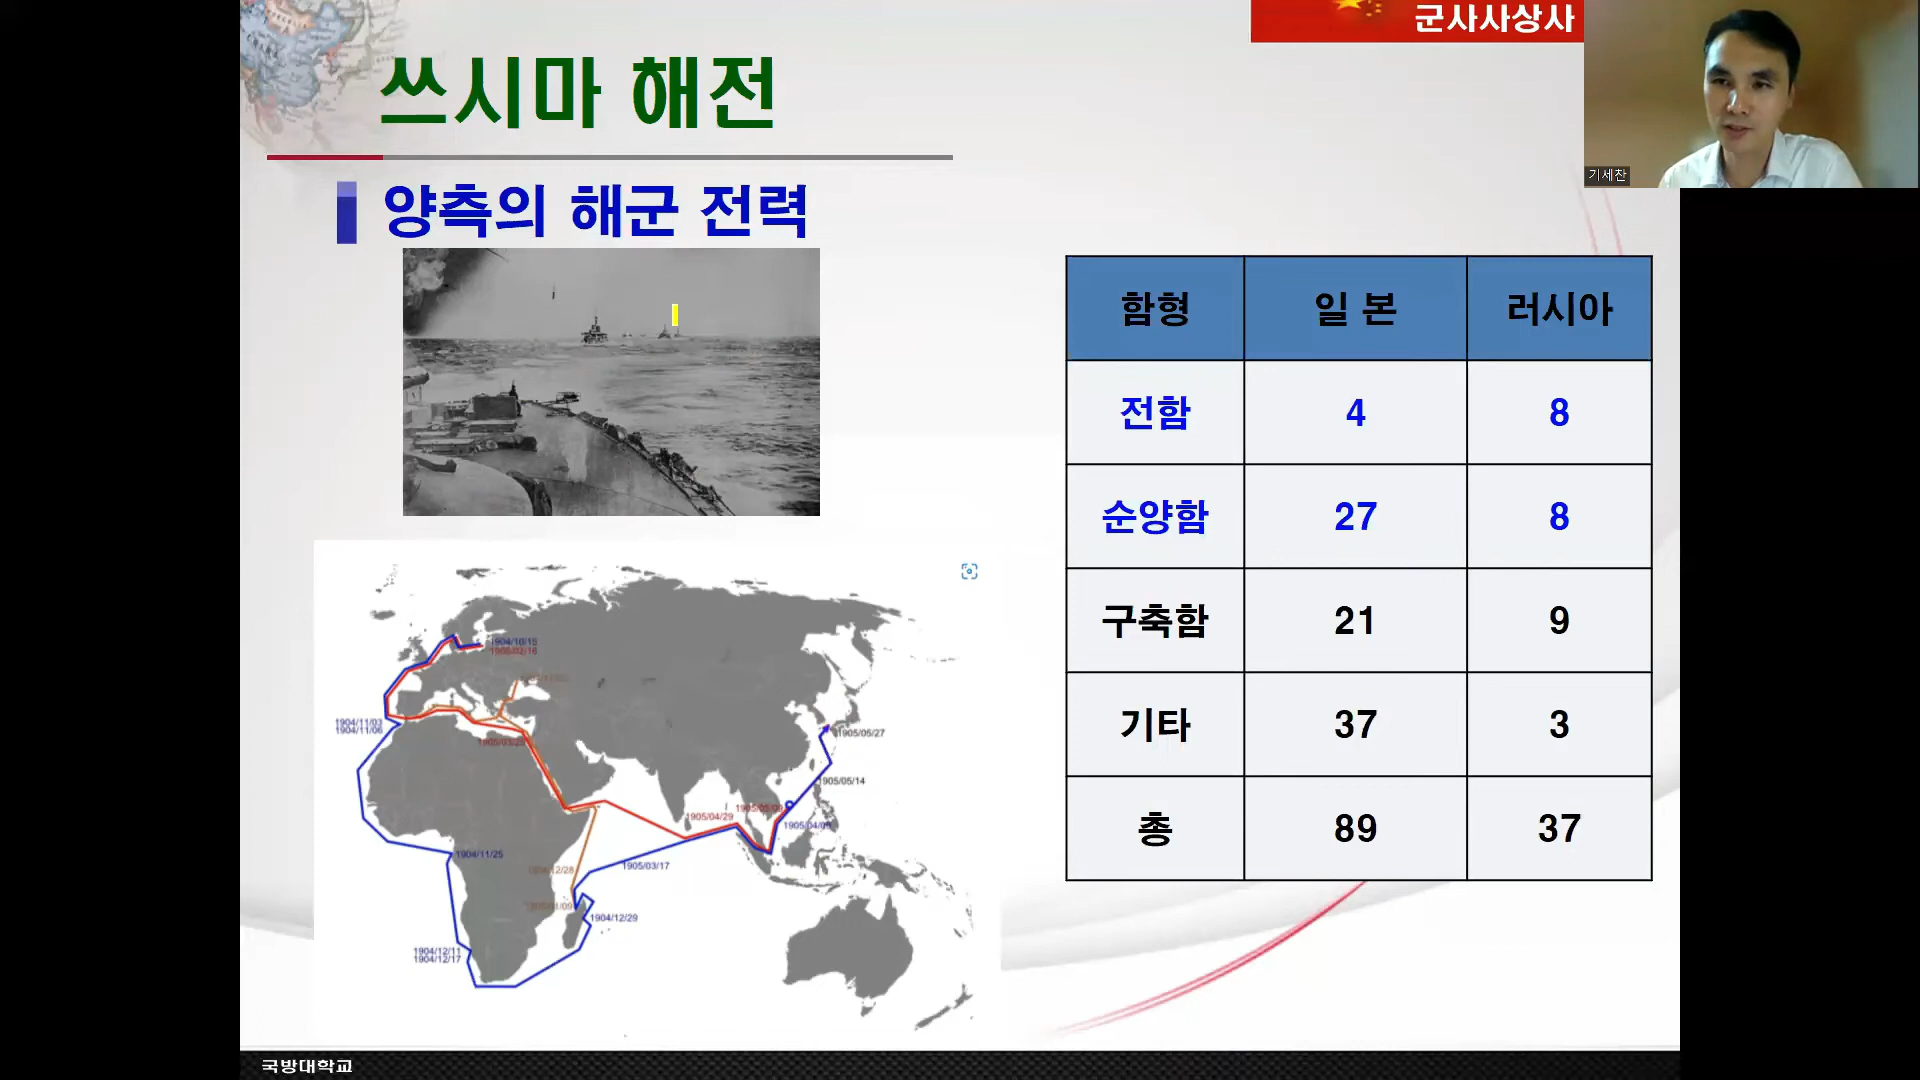 군사사상사
쓰시마 해전
기세찬
양측의 해군 전력
함형 일 본 러시아
전함 4 8
순양함 27 8
구축함 21 9
기타 37 3
총 89 37
1904/10/15
1904/11/03
1904/11/06
1905/03/17
1904/11/25
1904/12/29
1904/12/11
1904/12/17
1905/04/29
1905/05/14
1905/05/27
국방대학교